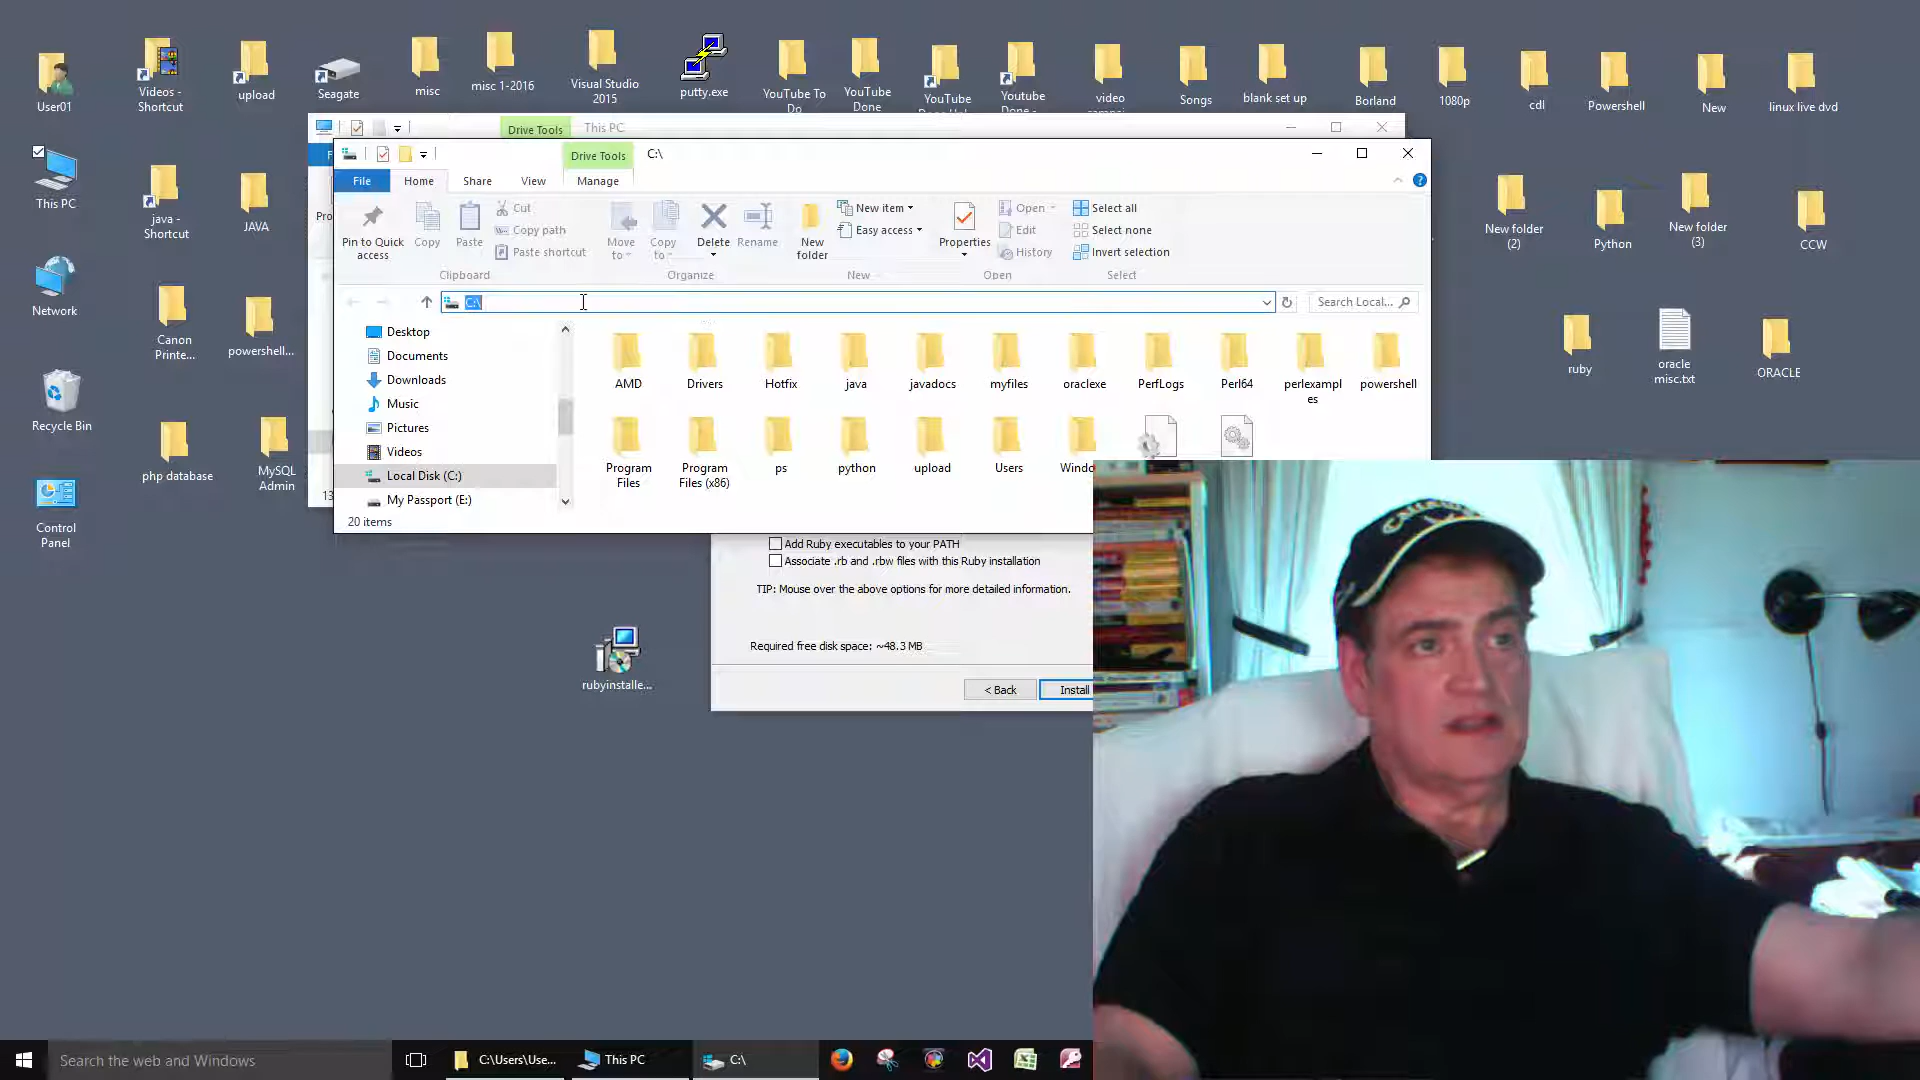 User01
Videos -
Shortcut
upload
Seagate
misc
misc 1-2016
Visual Studio
2015
putty.exe
YouTube To
Do
YouTube
Done
YouTube
Youtube
video
Songs
blank set up
Borland
1080p
cdl
Powershell
New
linux live dvd
This PC
java -
Shortcut
JAVA
Network
Canon
Printe...
powershell...
Recycle Bin
php database
MySQL
Admin
Control
Panel
New folder
(2)
Python
New folder
(3)
CCW
ruby
oracle
misc.txt
ORACLE
Drive Tools
This PC
Drive Tools
C:\
File
Home
Share
View
Manage
Pin to Quick
access
Copy
Paste
Cut
Copy path
Paste shortcut
Clipboard
Move
to
Copy
to
Delete
Rename
Organize
New
folder
New item
Easy access
New
Properties
Open
Edit
History
Open
Select all
Select none
Invert selection
Select
C:\
Search Local...
Desktop
Documents
Downloads
Music
Pictures
Videos
Local Disk (C:)
My Passport (E:)
AMD
Drivers
Hotfix
java
javadocs
myfiles
oraclexe
PerfLogs
Perl64
perlexampl
es
powershell
Program
Files
Program
Files (x86)
ps
python
upload
Users
Windo
20 items
13
Add Ruby executables to your PATH
Associate .rb and .rbw files with this Ruby installation
TIP: Mouse over the above options for more detailed information.
Required free disk space: ~48.3 MB
< Back
Install
rubyinstalle...
Search the web and Windows
C:\Users\Use...
This PC
C:\